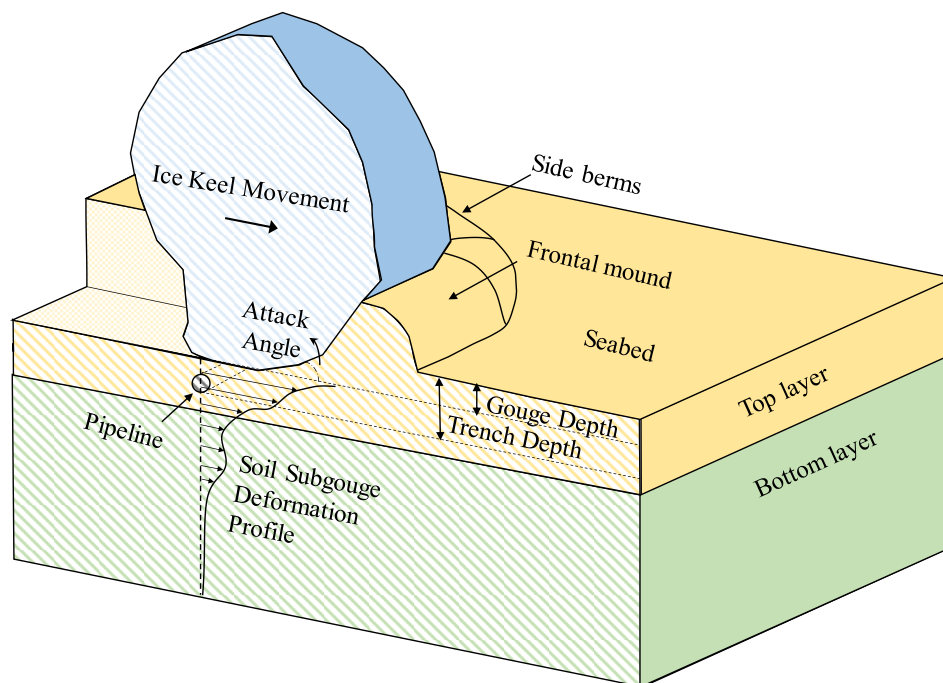 Side berms
Ice Keel Movement
Frontal mound
Attack
Angle
Seabed
Top layer
Gouge Depth
Pipeline
Trench Depth
Bottom layer
Soil Subgouge
Deformation
Profile